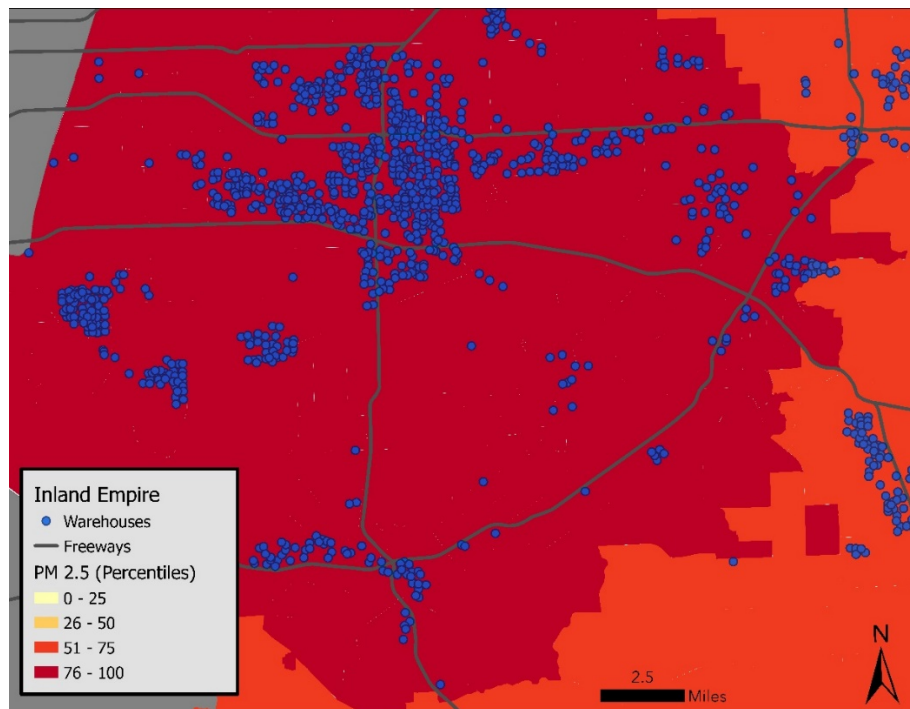 Inland Empire
Warehouses
Freeways
PM 2.5 (Percentiles)
0 - 25
26 - 50
51 - 75
76 - 100
2.5
Miles
N